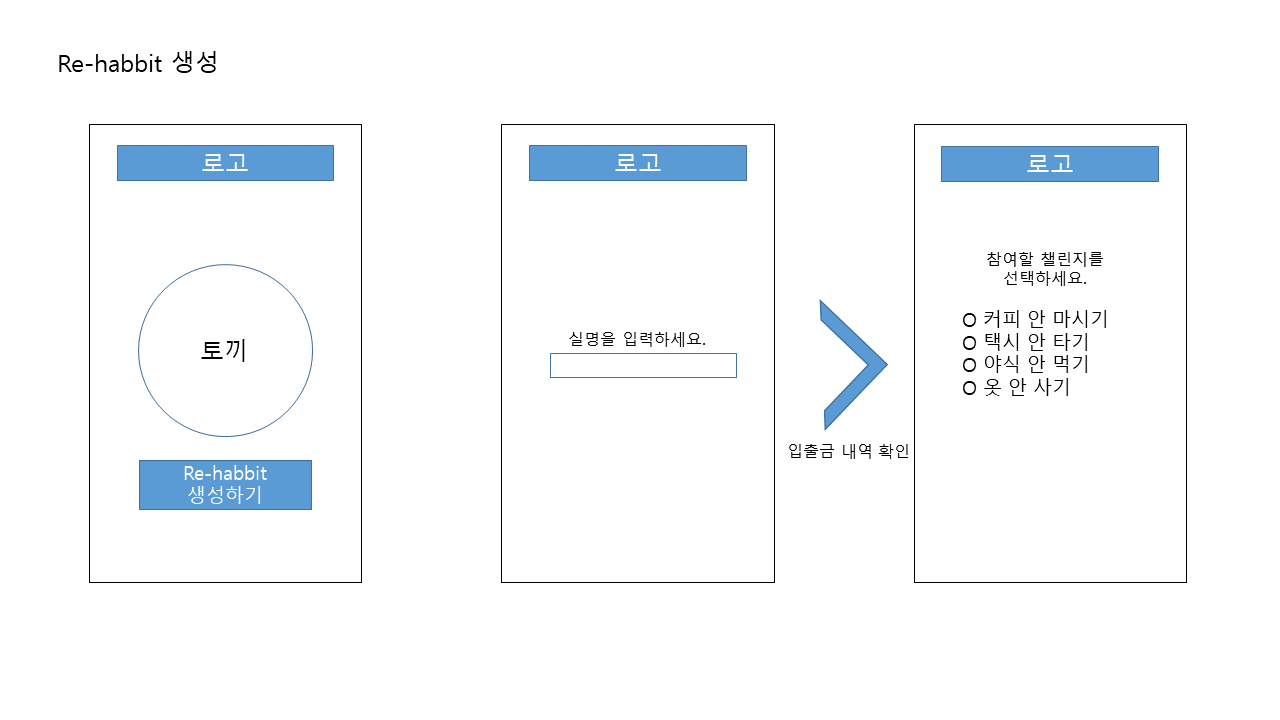 Re-habbit 생성
로고
토끼
Re-habbit
생성하기
로고
실명을 입력하세요.
입출금 내역 확인
로고
참여할 챌린지를
선택하세요.
O 커피 안 마시기
O 택시 안 타기
O 야식 안 먹기
O 옷 안 사기